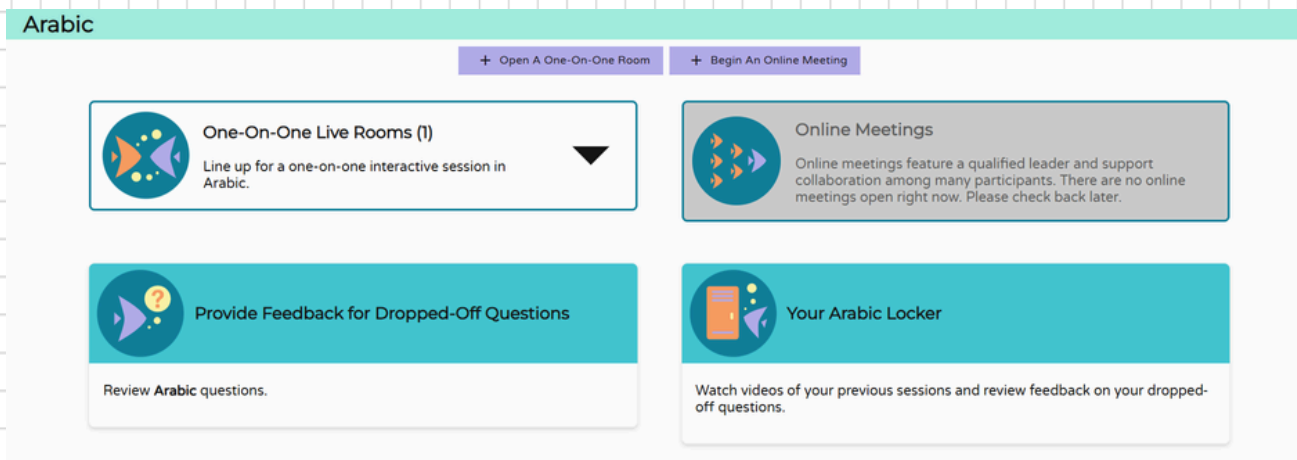 Arabic
+ Open A One-On-One Room
+ Begin An Online Meeting
One-On-One Live Rooms (1)
Line up for a one-on-one interactive session in
Arabic.
Online Meetings
Online meetings feature a qualified leader and support
collaboration among many participants. There are no online
meetings open right now. Please check back later.
?
Provide Feedback for Dropped-Off Questions
Review Arabic questions.
Your Arabic Locker
Watch videos of your previous sessions and review feedback on your dropped-
off questions.